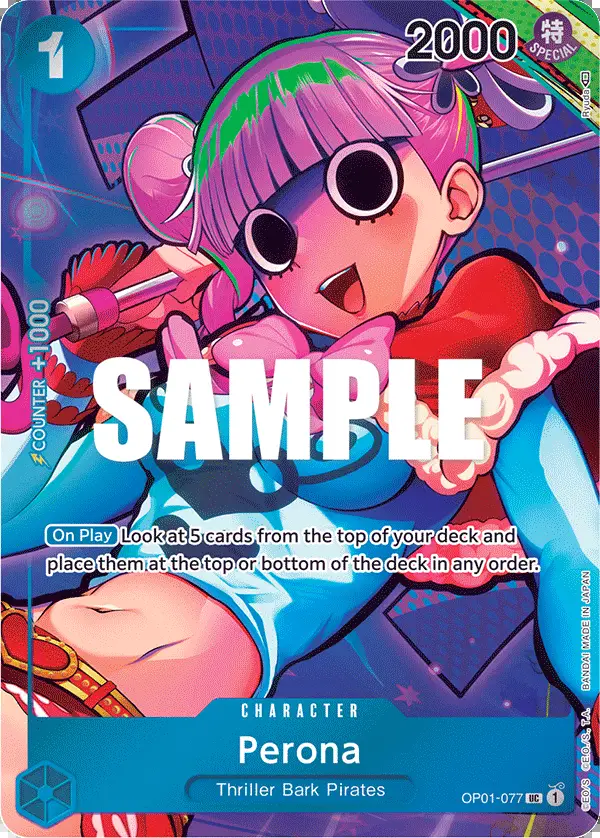 1
2000
特
SPECIAL
Ryuda
COUNTER +1000
SAMPLE
On Play Look at 5 cards from the top of your deck and
place them at the top or bottom of the deck in any order.
CHARACTER
Perona
Thriller Bark Pirates
OP01-077 UC 1
©E.O./S., T.A. BANDAI MADE IN JAPAN